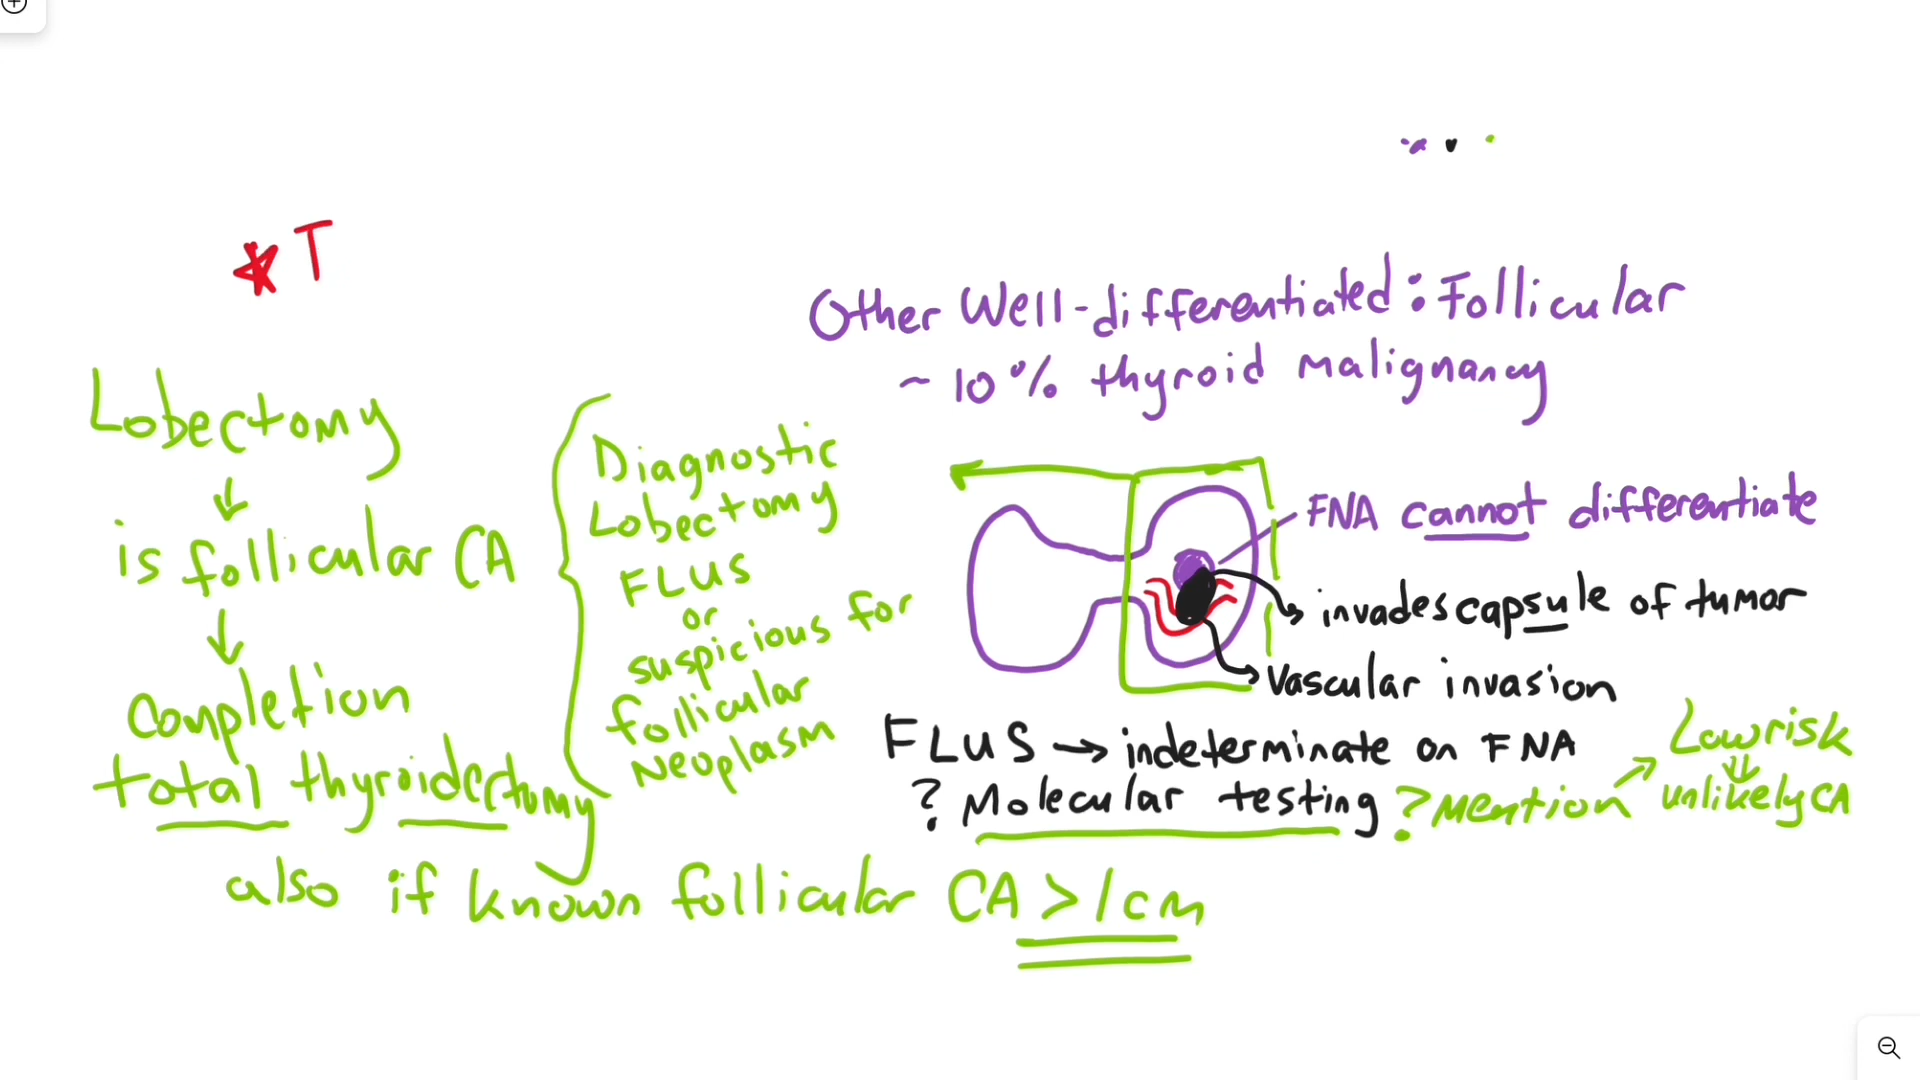 *T
Other Well-differentiated: Follicular
~ 10% thyroid malignancy
Lobectomy
is follicular CA
Completion
total thyroidectomy
Diagnostic
Lobectomy
FLUS
or
suspicious for
follicular
Neoplasm
FNA cannot differentiate
invades capsule of tumor
Vascular invasion
FLUS → indeterminate on FNA
? Molecular testing ? Mention
Low risk
unlikely CA
also if known follicular CA > 1cm